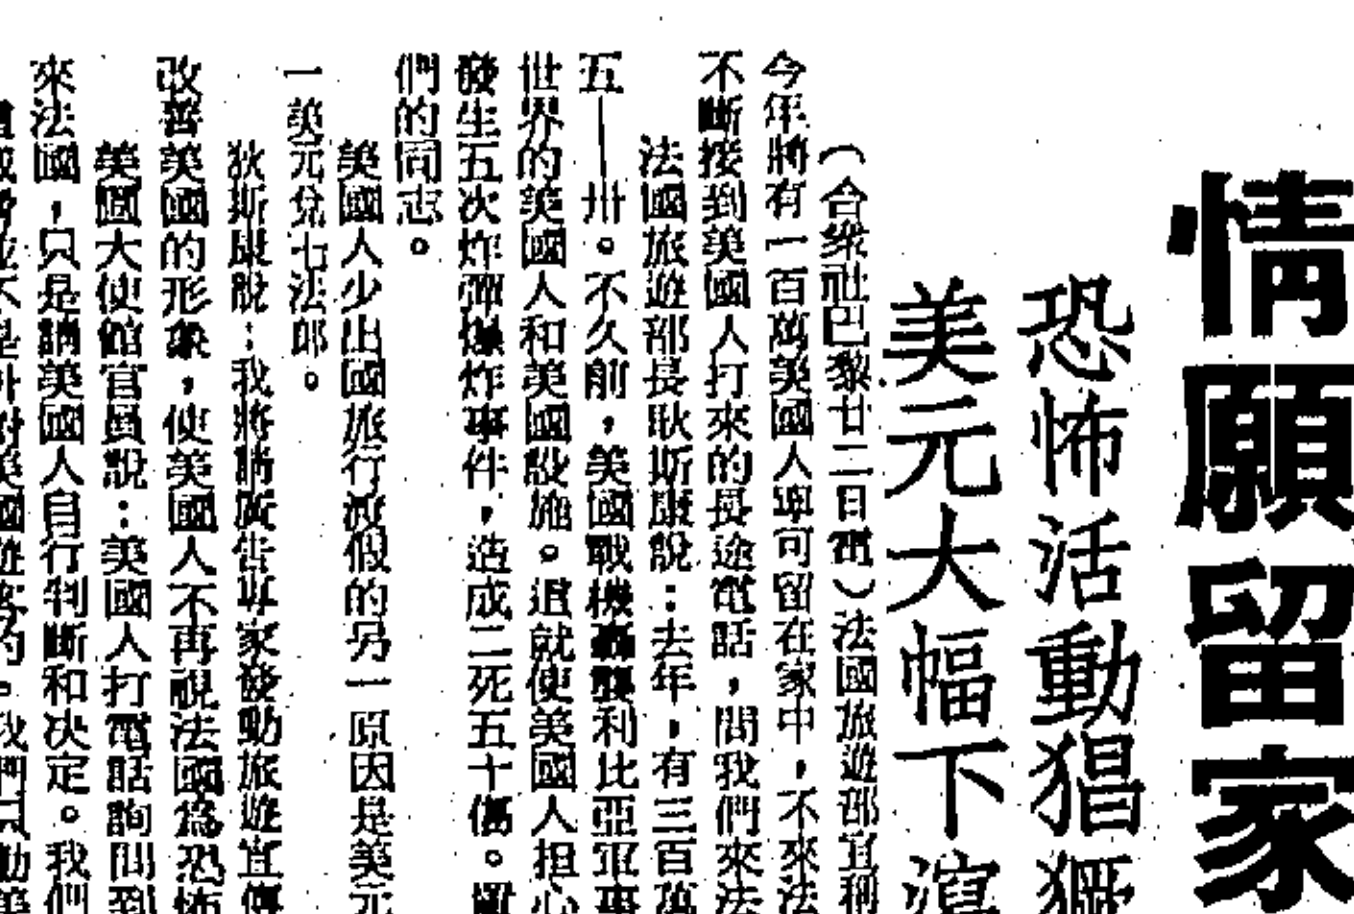 情願留家
恐怖活動猖獗
美元大幅下瀉
（合衆社巴黎廿二日電）法國旅遊部宣稱
今年將有一百萬美國人寧可留在家中，不來法
不斷接到美國人打來的長途電話，問我們來法
法國旅遊部長狄斯康說：去年，有三百萬
五——卅。不久前，美國戰機轟襲利比亞軍事
世界的美國人和美國設施。這就使美國人担心
發生五次炸彈爆炸事件，造成二死五十傷。
們的同志。
美國人少出國旅行渡假的另一原因是美元
一美元兌七法郎。
狄斯康說：我將請廣告專家發動旅遊宣傳
改善美國的形象，使美國人不再視法國為恐怖
美國大使館官員說：美國人打電話詢問到
來法國，只是請美國人自行判斷和决定。我們